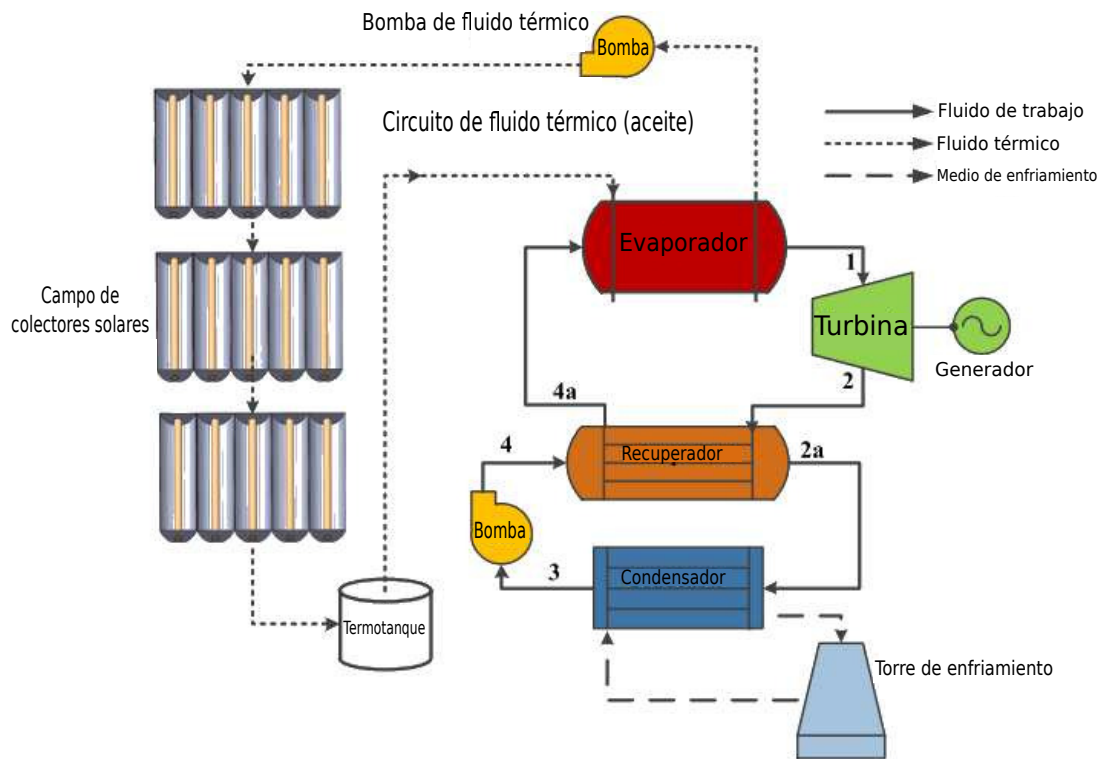 Bomba de fluido térmico
Bomba
Circuito de fluido térmico (aceite)
Fluido de trabajo
Fluido térmico
Medio de enfriamiento
Evaporador
1
Campo de
colectores solares
Turbina
Generador
2
4a
4
Recuperador
2a
Bomba
3
Condensador
Termotanque
Torre de enfriamiento